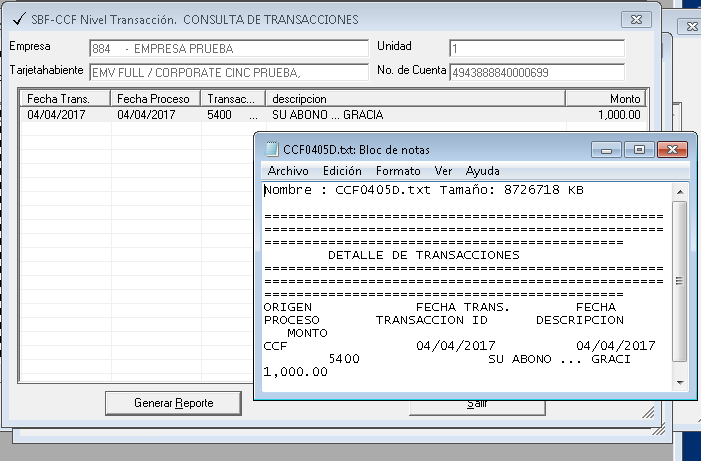 SBF-CCF Nivel Transacción.  CONSULTA DE TRANSACCIONES
Empresa 884 - EMPRESA PRUEBA Unidad 1
Tarjetahabiente EMV FULL / CORPORATE CINC PRUEBA, No. de Cuenta 4943888840000699
Fecha Trans. Fecha Proceso Transac... descripcion Monto
04/04/2017 04/04/2017 5400 ... SU ABONO ... GRACIA 1,000.00
Generar Reporte
Salir
CCF0405D.txt: Bloc de notas
Archivo Edición Formato Ver Ayuda
Nombre : CCF0405D.txt Tamaño: 8726718 KB
==================================================
==================================================
=============================================
DETALLE DE TRANSACCIONES
==================================================
==================================================
=============================================
ORIGEN FECHA TRANS. FECHA
PROCESO TRANSACCION ID DESCRIPCION
MONTO
CCF 04/04/2017 04/04/2017
5400 SU ABONO ... GRACI
1,000.00